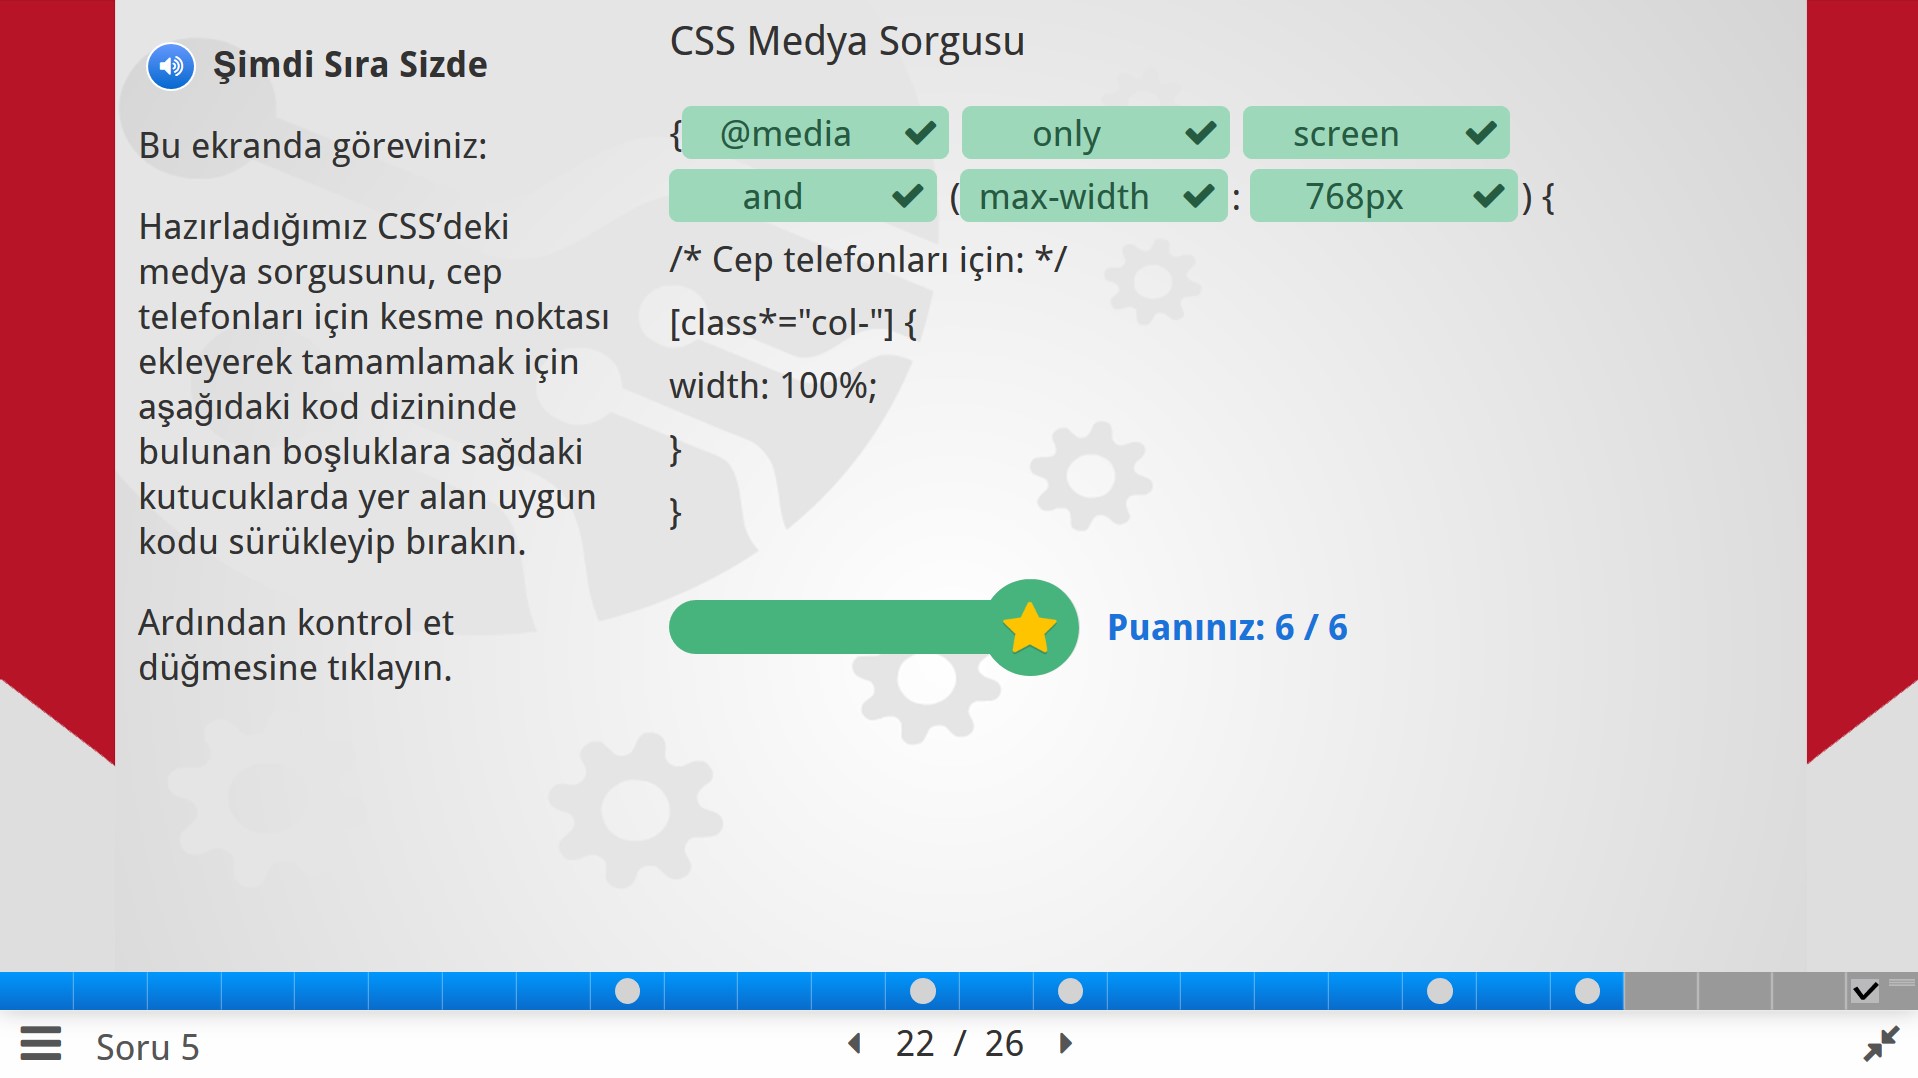 Şimdi Sıra Sizde
Bu ekranda göreviniz:
Hazırladığımız CSS’deki
medya sorgusunu, cep
telefonları için kesme noktası
ekleyerek tamamlamak için
aşağıdaki kod dizininde
bulunan boşluklara sağdaki
kutucuklarda yer alan uygun
kodu sürükleyip bırakın.
Ardından kontrol et
düğmesine tıklayın.
CSS Medya Sorgusu
{ @media only screen
and ( max-width : 768px ) {
/* Cep telefonları için: */
[class*="col-"] {
width: 100%;
}
}
Puanınız: 6 / 6
Soru 5
22 / 26